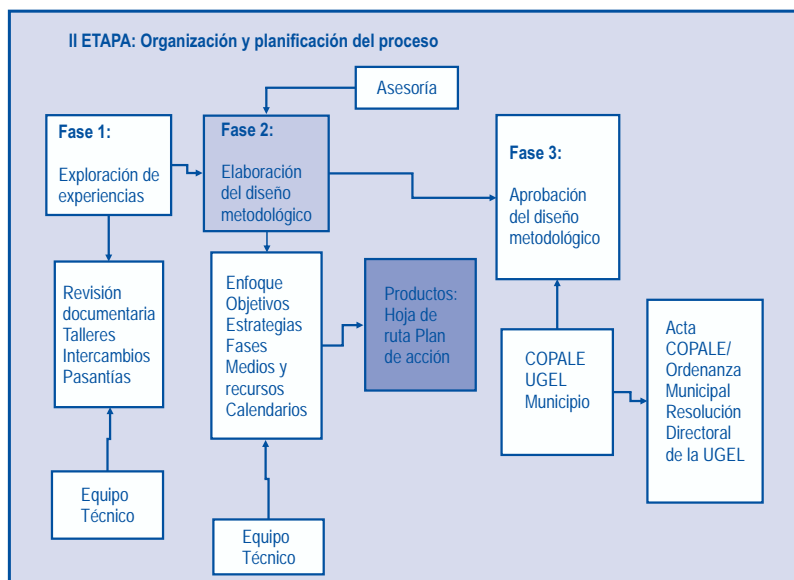 II ETAPA: Organización y planificación del proceso
Asesoría
Fase 1:
Exploración de
experiencias
Fase 2:
Elaboración
del diseño
metodológico
Fase 3:
Aprobación
del diseño
metodológico
Revisión
documentaria
Talleres
Intercambios
Pasantías
Enfoque
Objetivos
Estrategias
Fases
Medios y
recursos
Calendarios
Productos:
Hoja de
ruta Plan
de acción
COPALE
UGEL
Municipio
Acta
COPALE/
Ordenanza
Municipal
Resolución
Directoral
de la UGEL
Equipo
Técnico
Equipo
Técnico